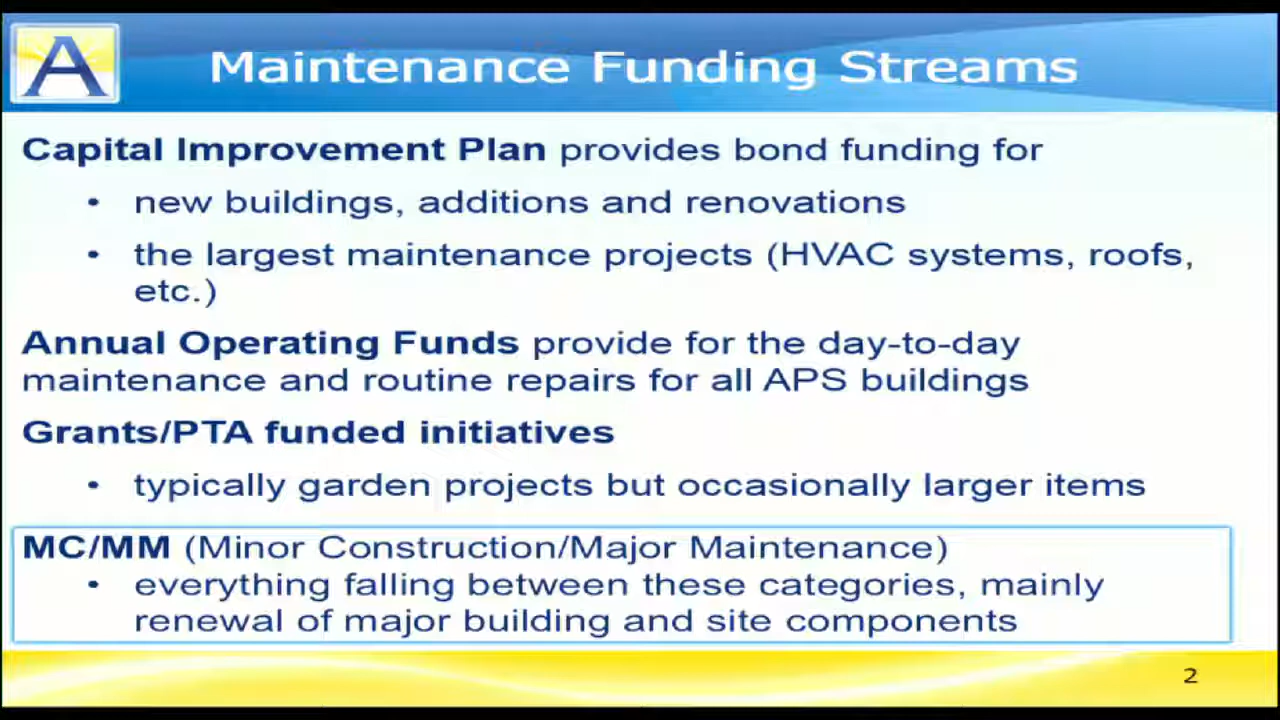 A
Maintenance Funding Streams
Capital Improvement Plan provides bond funding for
• new buildings, additions and renovations
• the largest maintenance projects (HVAC systems, roofs,
etc.)
Annual Operating Funds provide for the day-to-day
maintenance and routine repairs for all APS buildings
Grants/PTA funded initiatives
• typically garden projects but occasionally larger items
MC/MM (Minor Construction/Major Maintenance)
• everything falling between these categories, mainly
renewal of major building and site components
2